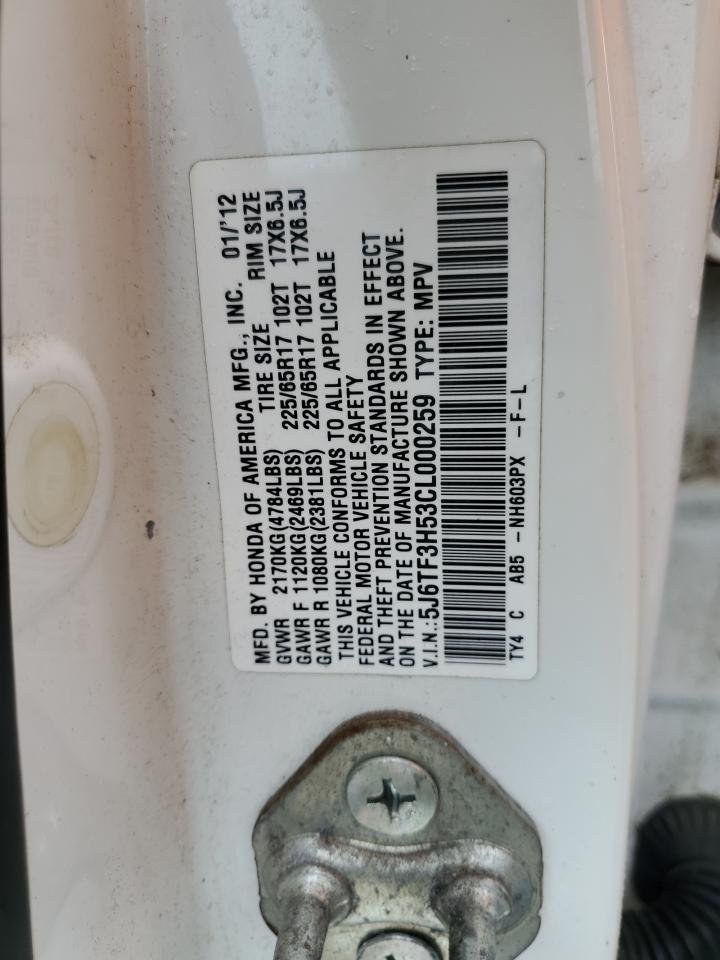 MFD. BY HONDA OF AMERICA MFG., INC. 01/'12
GVWR 2170KG(4784LBS) TIRE SIZE RIM SIZE
GAWR F 1120KG(2469LBS) 225/65R17 102T 17X6.5J
GAWR R 1080KG(2381LBS) 225/65R17 102T 17X6.5J
THIS VEHICLE CONFORMS TO ALL APPLICABLE
FEDERAL MOTOR VEHICLE SAFETY
AND THEFT PREVENTION STANDARDS IN EFFECT
ON THE DATE OF MANUFACTURE SHOWN ABOVE.
V.I.N.:5J6TF3H53CL000259 TYPE: MPV
TY4 C AB5 -NH603PX -F-L